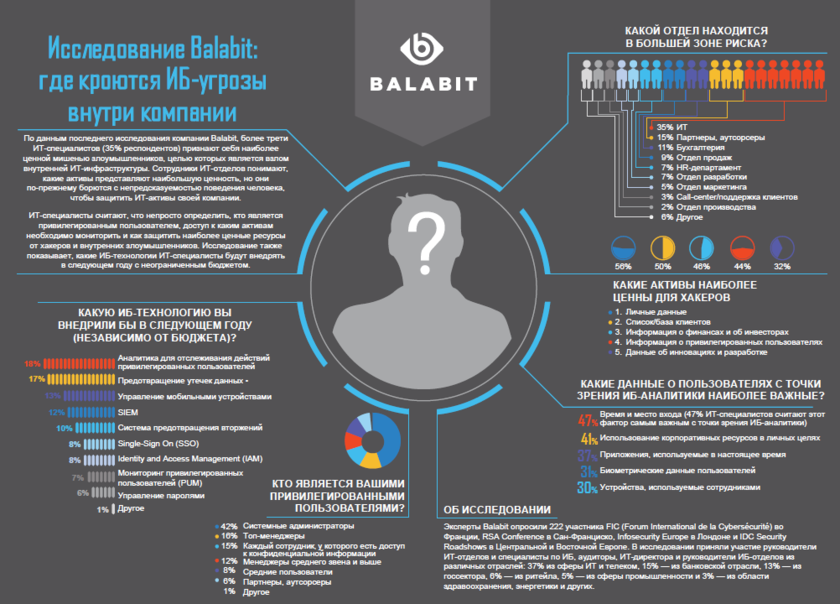 Исследование Balabit:
где кроются ИБ-угрозы
внутри компании
По данным последнего исследования компании Balabit, более трети
ИТ-специалистов (35% респондентов) признают себя наиболее
ценной мишенью злоумышленников, целью которых является взлом
внутренней ИТ-инфраструктуры. Сотрудники ИТ-отделов понимают,
какие активы представляют наибольшую ценность, но они
по-прежнему борются с непредсказуемостью поведения человека,
чтобы защитить ИТ-активы своей компании.
ИТ-специалисты считают, что непросто определить, кто является
привилегированным пользователем, доступ к каким активам
необходимо мониторить и как защитить наиболее ценные ресурсы
от хакеров и внутренних злоумышленников. Исследование также
показывает, какие ИБ-технологии ИТ-специалисты будут внедрять
в следующем году с неограниченным бюджетом.
BALABIT
?
КАКОЙ ОТДЕЛ НАХОДИТСЯ
В БОЛЬШЕЙ ЗОНЕ РИСКА?
35% ИТ
15% Партнеры, аутсорсеры
11% Бухгалтерия
9% Отдел продаж
7% HR-департамент
7% Отдел разработки
5% Отдел маркетинга
3% Call-center/поддержка клиентов
2% Отдел производства
6% Другое
56% 50% 46% 44% 32%
КАКИЕ АКТИВЫ НАИБОЛЕЕ
ЦЕННЫ ДЛЯ ХАКЕРОВ
1. Личные данные
2. Список/база клиентов
3. Информация о финансах и об инвесторах
4. Информация о привилегированных пользователях
5. Данные об инновациях и разработке
КАКУЮ ИБ-ТЕХНОЛОГИЮ ВЫ
ВНЕДРИЛИ БЫ В СЛЕДУЮЩЕМ ГОДУ
(НЕЗАВИСИМО ОТ БЮДЖЕТА)?
18% Аналитика для отслеживания действий
привилегированных пользователей
17% Предотвращение утечек данных
13% Управление мобильными устройствами
12% SIEM
10% Система предотвращения вторжений
8% Single-Sign On (SSO)
8% Identity and Access Management (IAM)
7% Мониторинг привилегированных
пользователей (PUM)
6% Управление паролями
1% Другое
КАКИЕ ДАННЫЕ О ПОЛЬЗОВАТЕЛЯХ С ТОЧКИ
ЗРЕНИЯ ИБ-АНАЛИТИКИ НАИБОЛЕЕ ВАЖНЫЕ?
47% Время и место входа (47% ИТ-специалистов считают этот
фактор самым важным с точки зрения ИБ-аналитики)
41% Использование корпоративных ресурсов в личных целях
37% Приложения, используемые в настоящее время
31% Биометрические данные пользователей
30% Устройства, используемые сотрудниками
КТО ЯВЛЯЕТСЯ ВАШИМИ
ПРИВИЛЕГИРОВАННЫМИ
ПОЛЬЗОВАТЕЛЯМИ?
42% Системные администраторы
16% Топ-менеджеры
15% Каждый сотрудник, у которого есть доступ
к конфиденциальной информации
12% Менеджеры среднего звена и выше
8% Средние пользователи
6% Партнеры, аутсорсеры
1% Другое
ОБ ИССЛЕДОВАНИИ
Эксперты Balabit опросили 222 участника FIC (Forum International de la Cybersécurité) во
Франции, RSA Conference в Сан-Франциско, Infosecurity Europe в Лондоне и IDC Security
Roadshows в Центральной и Восточной Европе. В исследовании приняли участие руководители
ИТ-отделов и специалисты по ИБ, аудиторы, ИТ-директора и руководители ИБ-отделов из
различных отраслей: 37% из сферы ИТ и телеком, 15% — из банковской отрасли, 13% — из
госсектора, 6% — из ритейла, 5% — из сферы промышленности и 3% — из области
здравоохранения, энергетики и других.